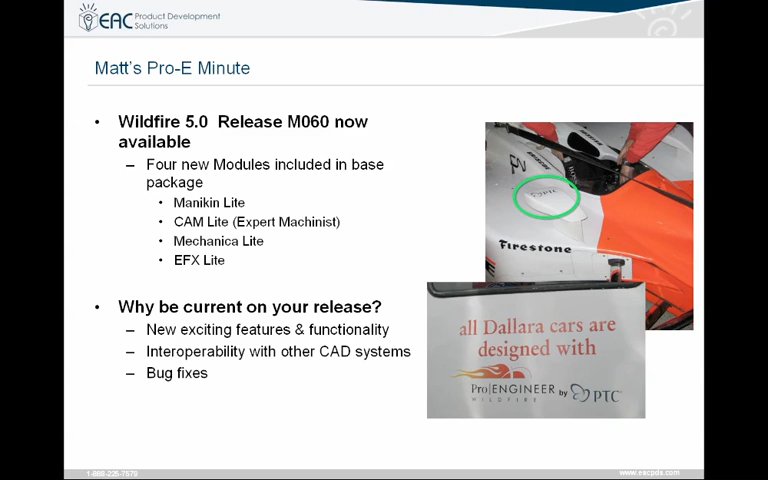 EAC Product Development
Solutions
Matt's Pro-E Minute
• Wildfire 5.0 Release M060 now
available
– Four new Modules included in base
package
• Manikin Lite
• CAM Lite (Expert Machinist)
• Mechanica Lite
• EFX Lite
• Why be current on your release?
– New exciting features & functionality
– Interoperability with other CAD systems
– Bug fixes
PTC
Firestone
all Dallara cars are
designed with
Pro|ENGINEER by PTC
WILDFIRE
1-888-225-7579
www.eacpds.com